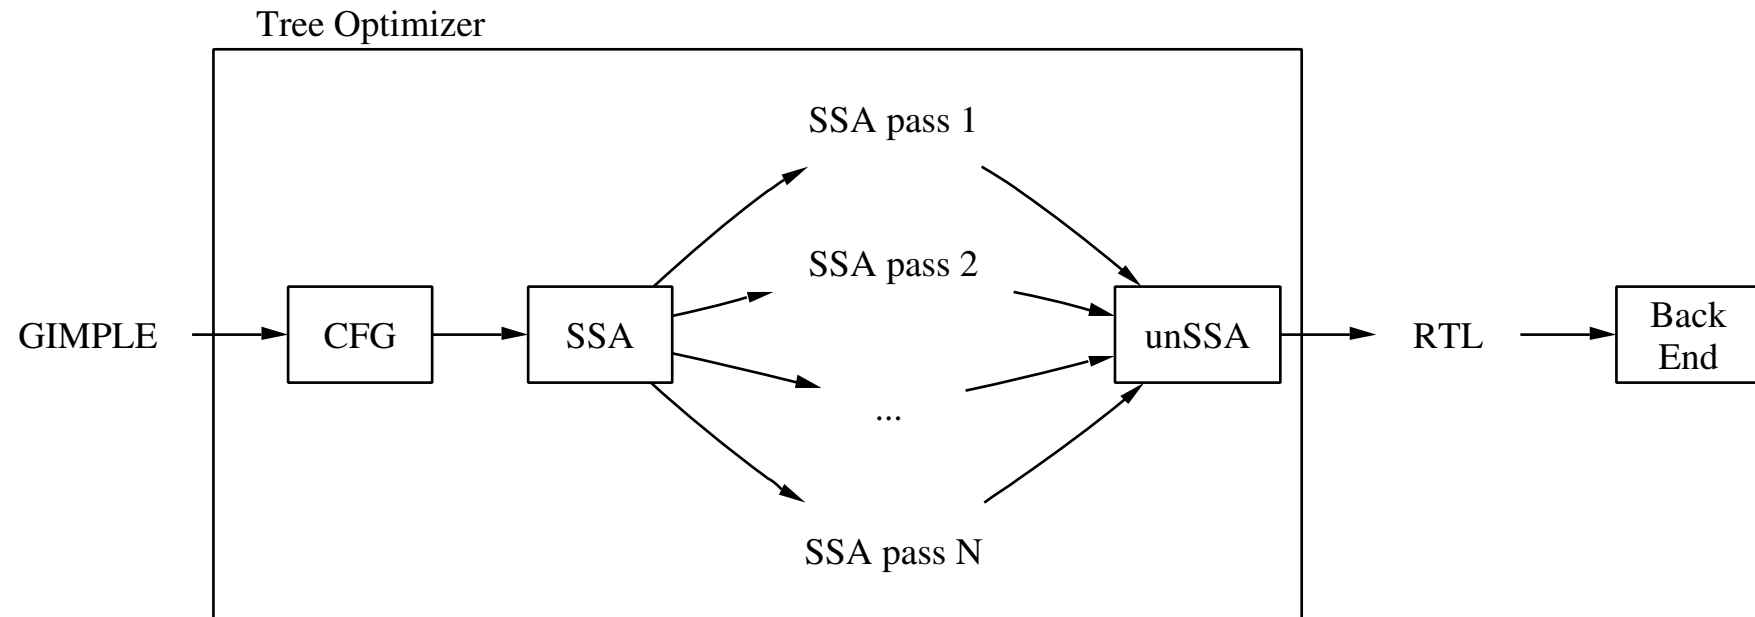 Tree Optimizer
SSA pass 1
SSA pass 2
GIMPLE
CFG
SSA
unSSA
RTL
Back
End
...
SSA pass N